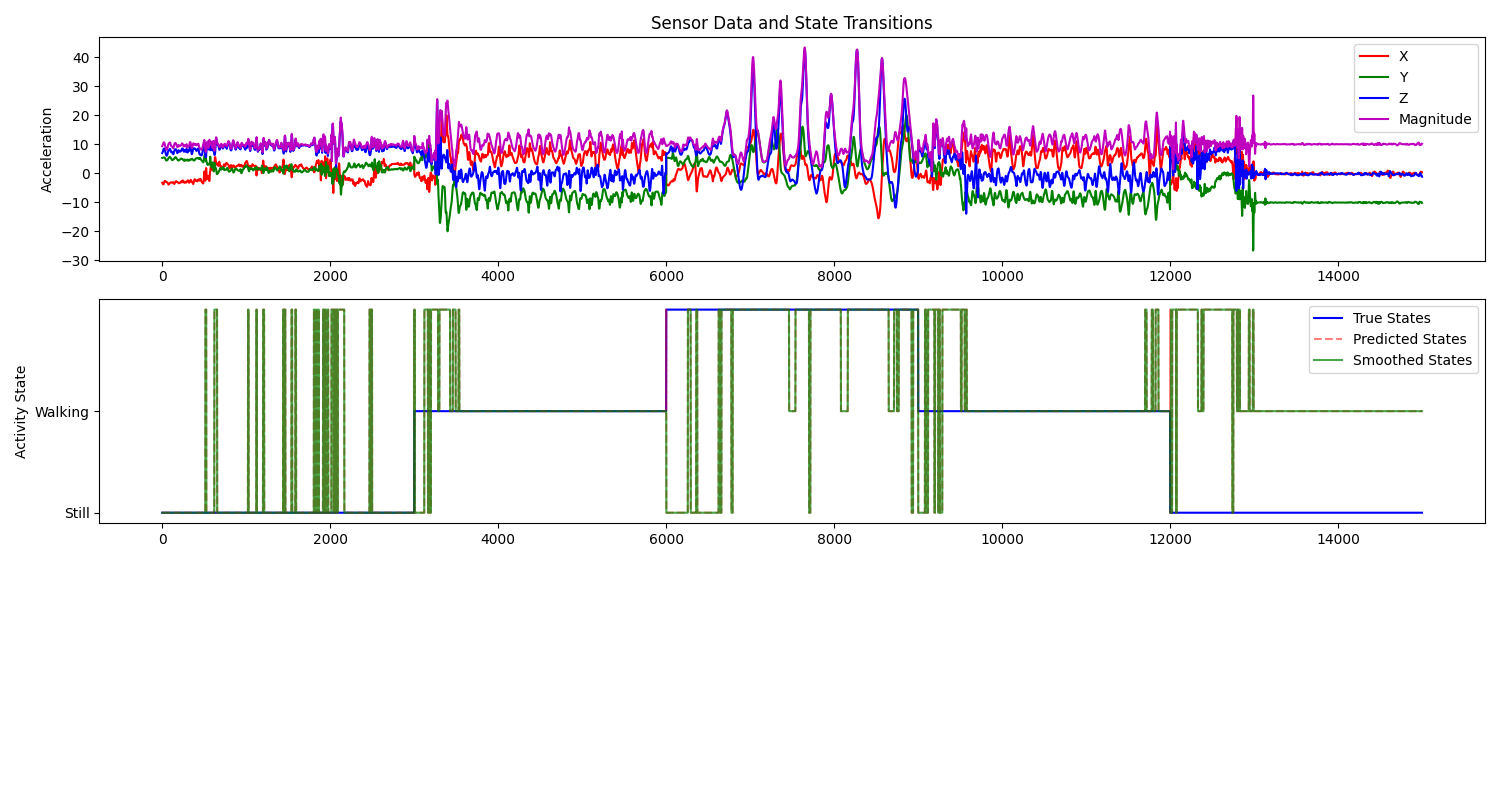 Sensor Data and State Transitions
Acceleration
40
30
20
10
0
−10
−20
−30
X
Y
Z
Magnitude
0 2000 4000 6000 8000 10000 12000 14000
Activity State
Walking
Still
True States
Predicted States
Smoothed States
0 2000 4000 6000 8000 10000 12000 14000